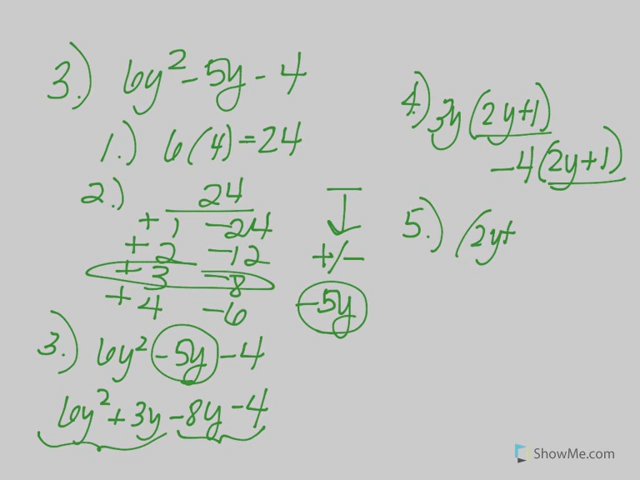 3.) 6y² - 5y - 4
1.) 6(4) = 24
2.) 24
+1 -24
+2 -12
+3 -8
+4 -6
+/-
-5y
3.) 6y² - 5y - 4
6y² + 3y - 8y - 4
4.) 3y(2y+1)
-4(2y+1)
5.) (2y+
ShowMe.com